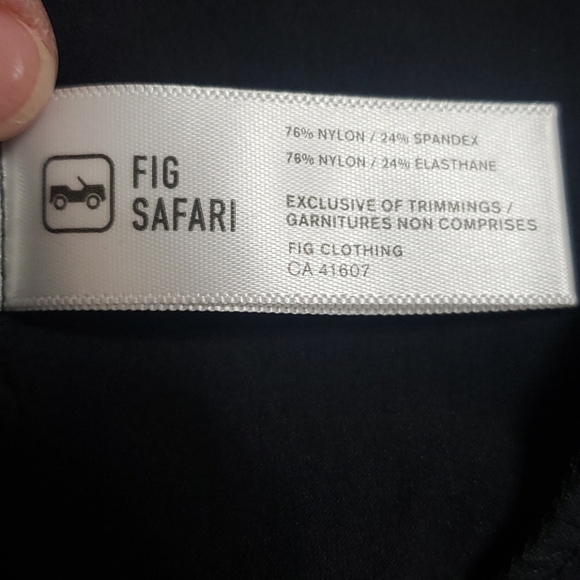 FIG
SAFARI
76% NYLON / 24% SPANDEX
76% NYLON / 24% ELASTHANE
EXCLUSIVE OF TRIMMINGS /
GARNITURES NON COMPRISES
FIG CLOTHING
CA 41607